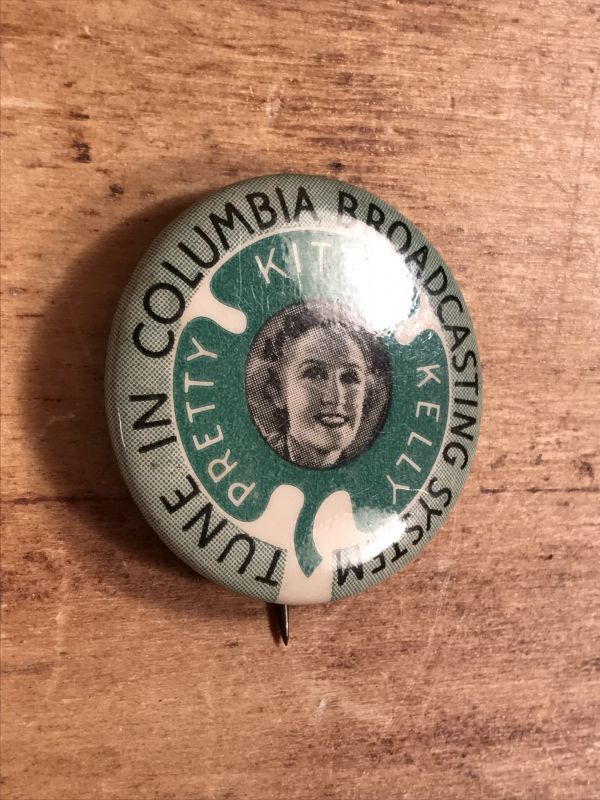 TUNE IN COLUMBIA BROADCASTING SYSTEM
PRETTY KITTY KELLY